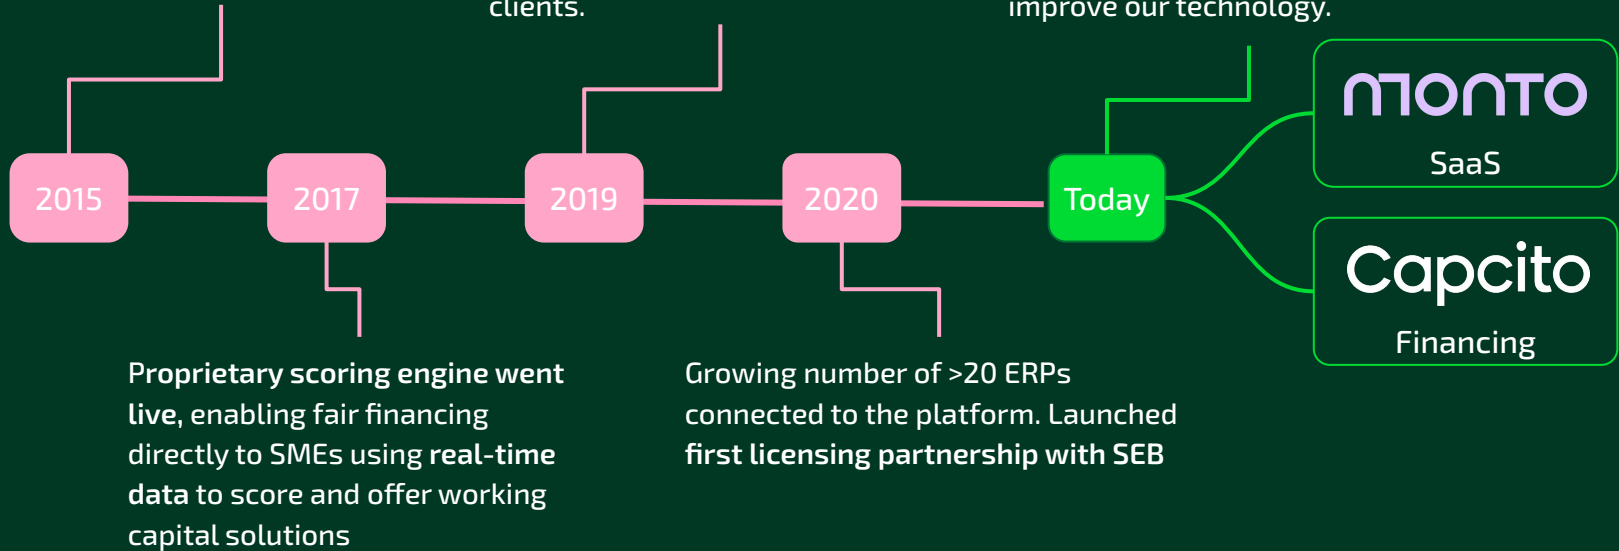 clients.
improve our technology.
2015
2017
2019
2020
Today
monto
SaaS
Capcito
Financing
Proprietary scoring engine went
live, enabling fair financing
directly to SMEs using real-time
data to score and offer working
capital solutions
Growing number of >20 ERPs
connected to the platform. Launched
first licensing partnership with SEB